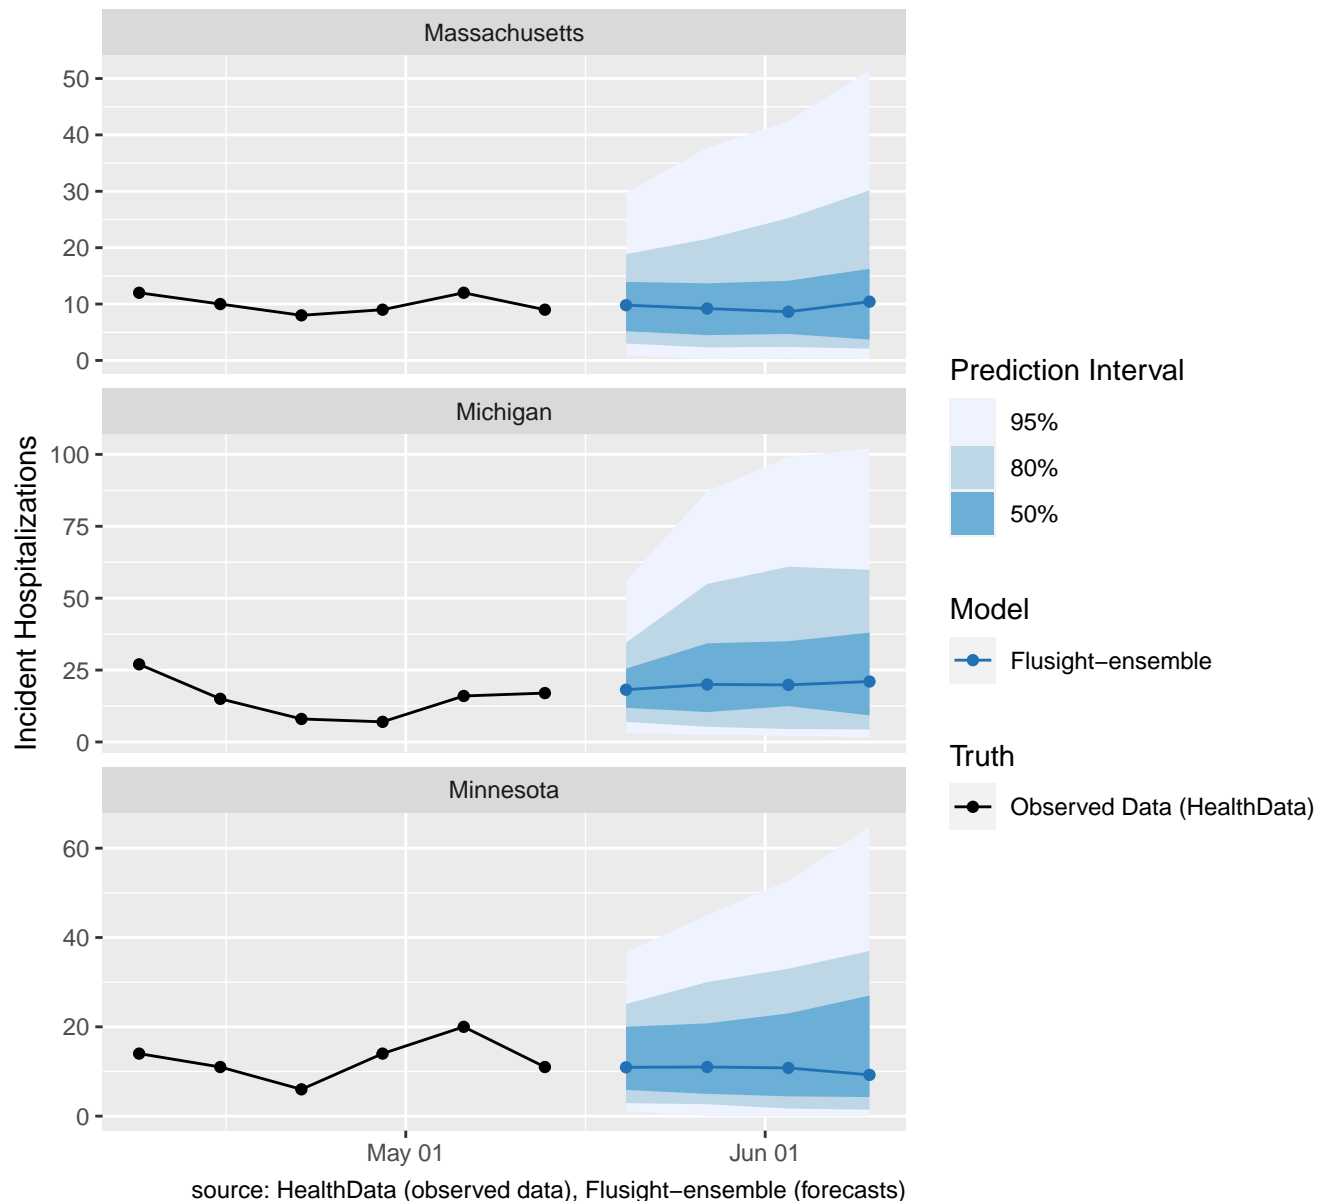 Massachusetts
50
40
30
20
10
0
Michigan
100
75
50
25
0
Minnesota
60
40
20
0
May 01
Jun 01
Incident Hospitalizations
source: HealthData (observed data), Flusight−ensemble (forecasts)
Prediction Interval
95%
80%
50%
Model
Flusight−ensemble
Truth
Observed Data (HealthData)